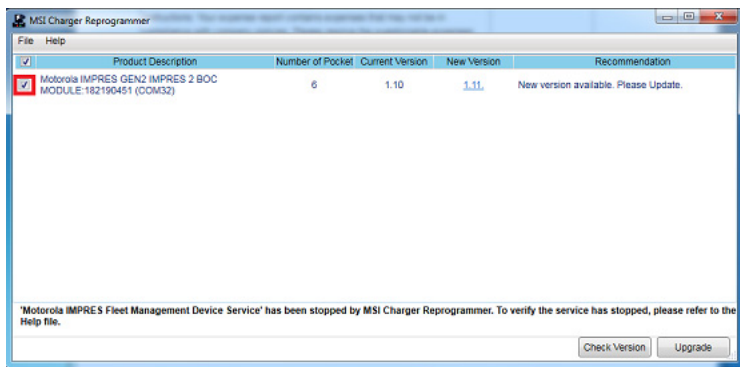 MSI Charger Reprogrammer
File Help
Product Description Number of Pocket Current Version New Version Recommendation
Motorola IMPRES GEN2 IMPRES 2 BOC
MODULE:182190451 (COM32) 6 1.10 1.11. New version available. Please Update.
'Motorola IMPRES Fleet Management Device Service' has been stopped by MSI Charger Reprogrammer. To verify the service has stopped, please refer to the
Help file.
Check Version Upgrade